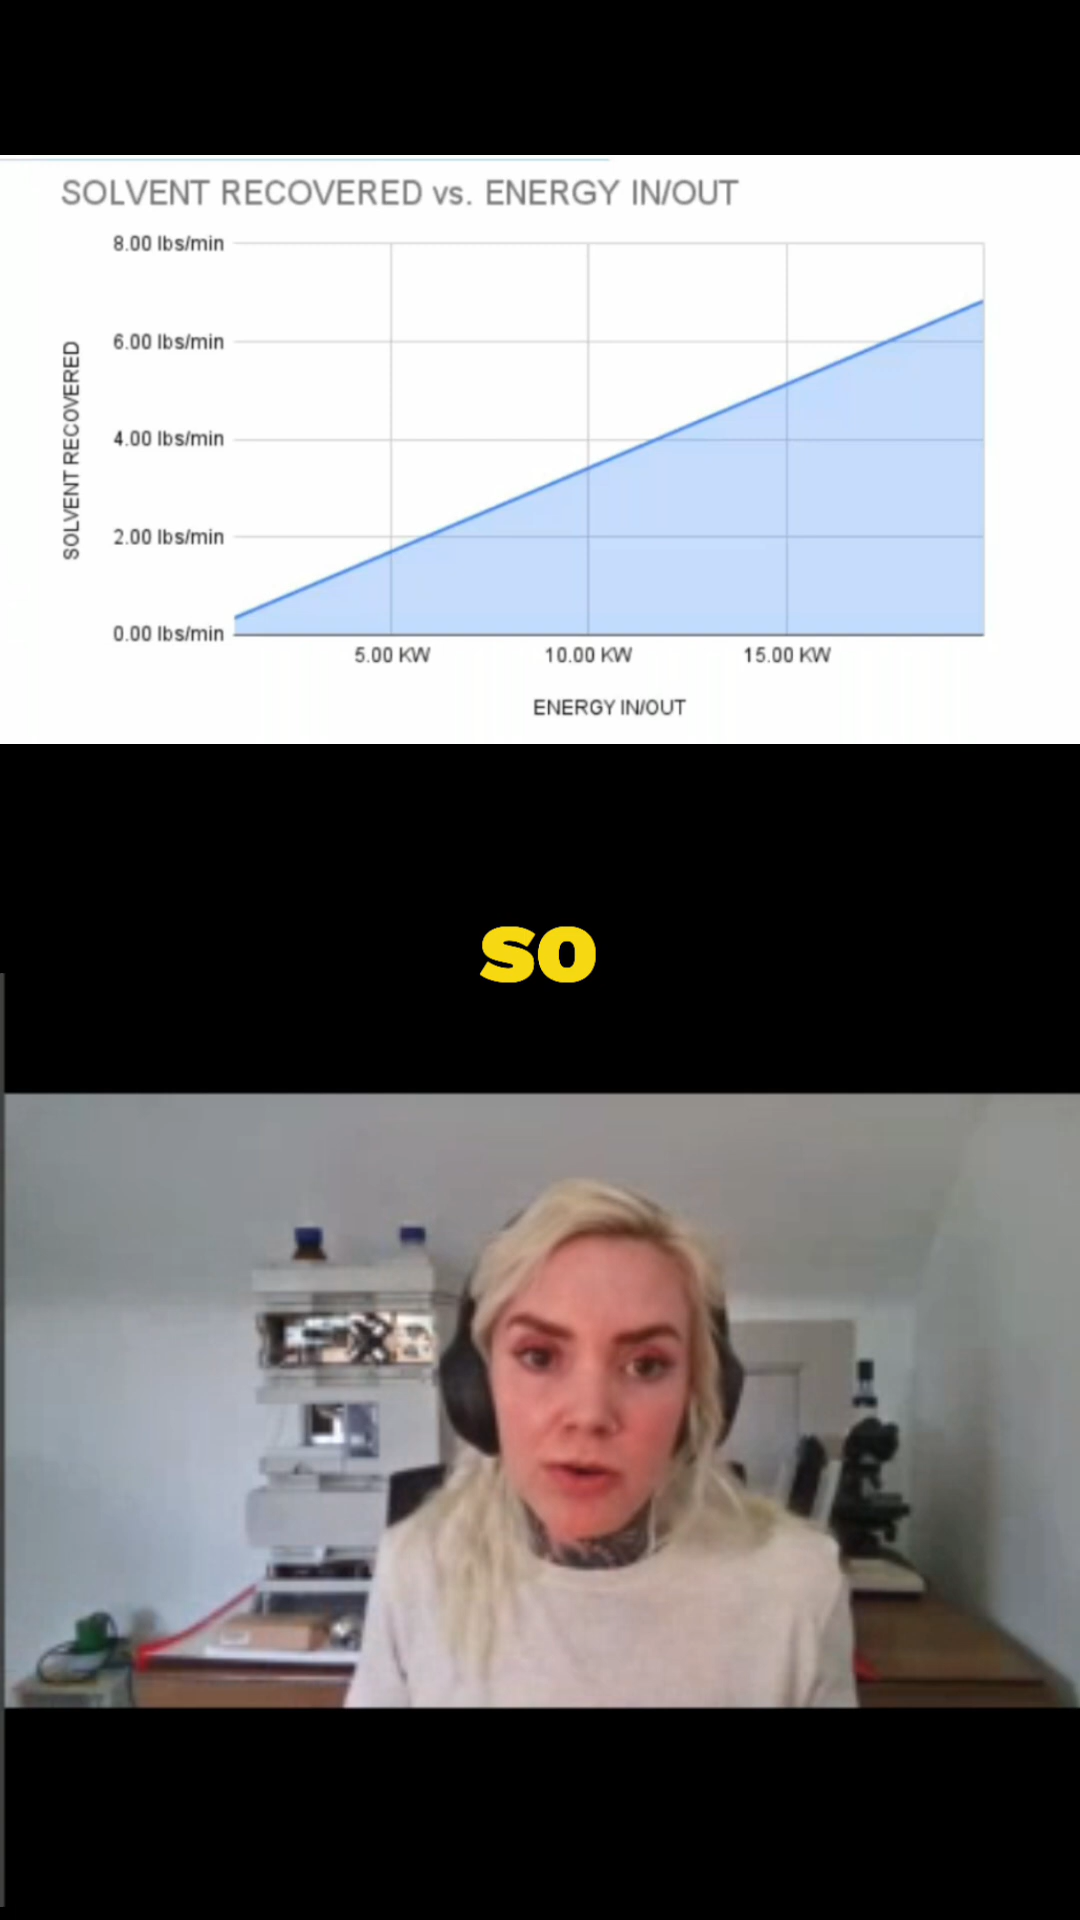 SOLVENT RECOVERED vs. ENERGY IN/OUT
8.00 lbs/min
6.00 lbs/min
4.00 lbs/min
2.00 lbs/min
0.00 lbs/min
SOLVENT RECOVERED
5.00 KW
10.00 KW
15.00 KW
ENERGY IN/OUT
SO